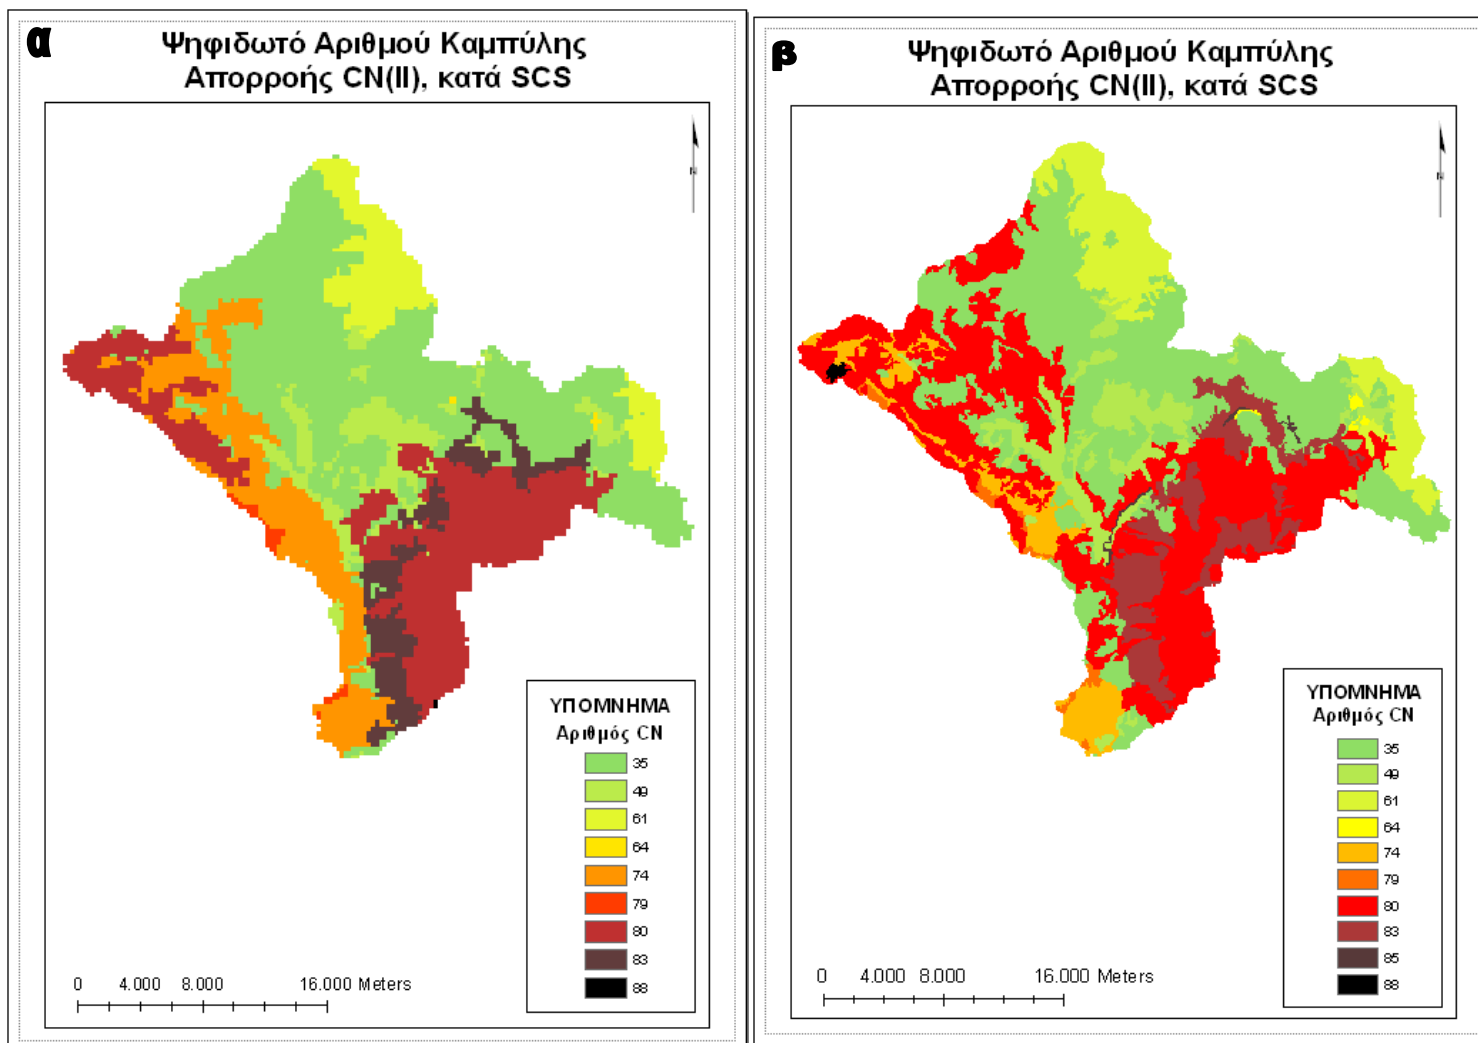 α
Ψηφιδωτό Αριθμού Καμπύλης
Απορροής CN(II), κατά SCS
N
ΥΠΟΜΝΗΜΑ
Αριθμός CN
35
49
61
64
74
79
80
83
88
0 4.000 8.000 16.000 Meters
β
Ψηφιδωτό Αριθμού Καμπύλης
Απορροής CN(II), κατά SCS
N
ΥΠΟΜΝΗΜΑ
Αριθμός CN
35
49
61
64
74
79
80
83
85
88
0 4.000 8.000 16.000 Meters